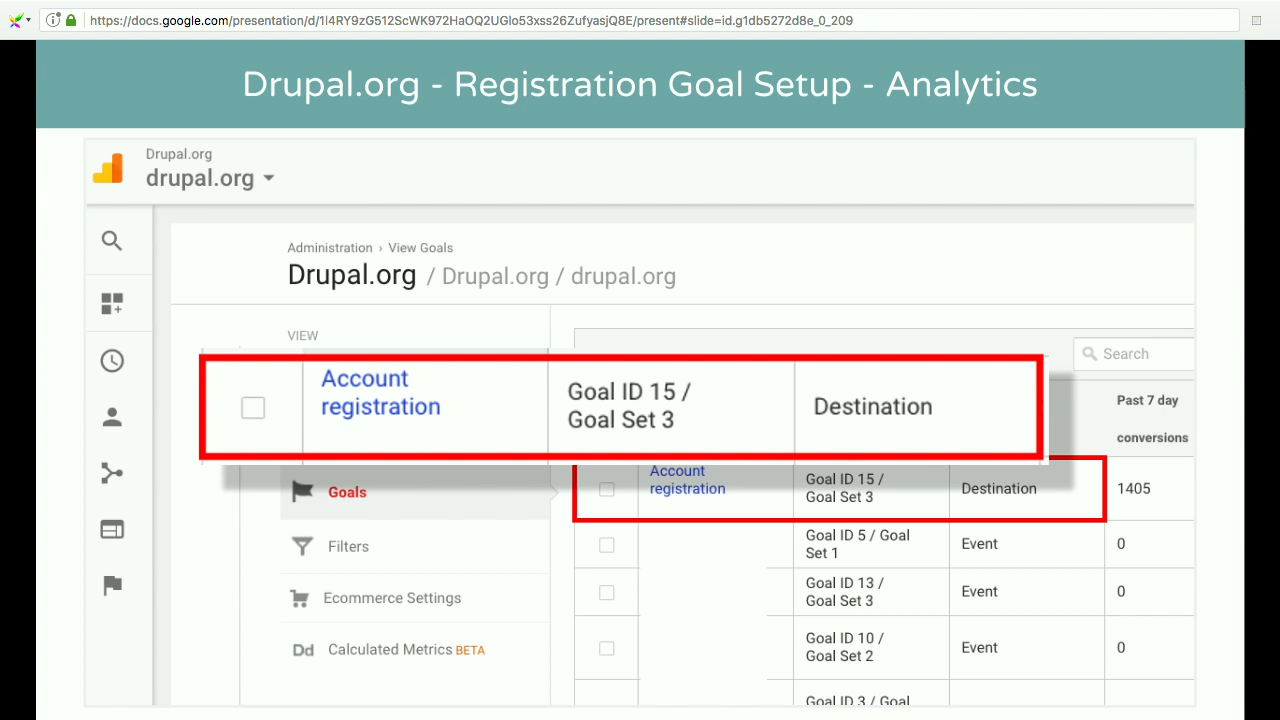 https://docs.google.com/presentation/d/1l4RY9zG512ScWK972HaOQ2UGlo53xss26ZufyasjQ8E/present#slide=id.g1db5272d8e_0_209
Drupal.org - Registration Goal Setup - Analytics
Drupal.org
drupal.org
Administration › View Goals
Drupal.org / Drupal.org / drupal.org
VIEW
Search
Account
registration
Goal ID 15 /
Goal Set 3
Destination
Past 7 day
conversions
Goals
Account
registration
Goal ID 15 /
Goal Set 3
Destination
1405
Filters
Goal ID 5 / Goal
Set 1
Event
0
Ecommerce Settings
Goal ID 13 /
Goal Set 3
Event
0
Dd Calculated Metrics BETA
Goal ID 10 /
Goal Set 2
Event
0
Goal ID 3 / Goal